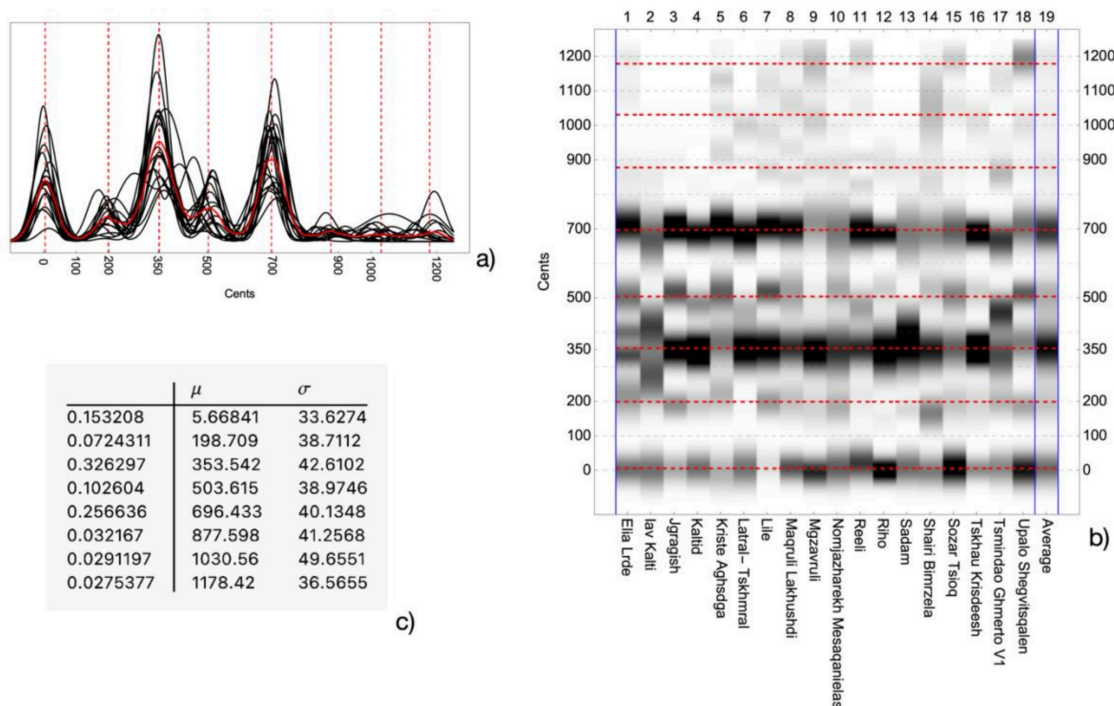 0 100 200 350 500 700 900 1000 1200
Cents
a)
μ σ
0.153208 5.66841 33.6274
0.0724311 198.709 38.7112
0.326297 353.542 42.6102
0.102604 503.615 38.9746
0.256636 696.433 40.1348
0.032167 877.598 41.2568
0.0291197 1030.56 49.6551
0.0275377 1178.42 36.5655
c)
1 2 3 4 5 6 7 8 9 10 11 12 13 14 15 16 17 18 19
1200 1200
1100 1100
1000 1000
900 900
700 700
Cents
500 500
350 350
200 200
100 100
0 0
Elia Lrde
Iav Kalti
Jgragish
Kaltid
Kriste Aghsdga
Latral- Tskhmral
Lile
Maqruli Lakhushdi
Mgzavruli
Nomjazharekh Mesaqanielas
Reeli
Riho
Sadam
Shairi Bimrzela
Sozar Tsioq
Tskhau Krisdeesh
Tsmindao Ghmerto V1
Upalo Shegvitsqalen
Average
b)